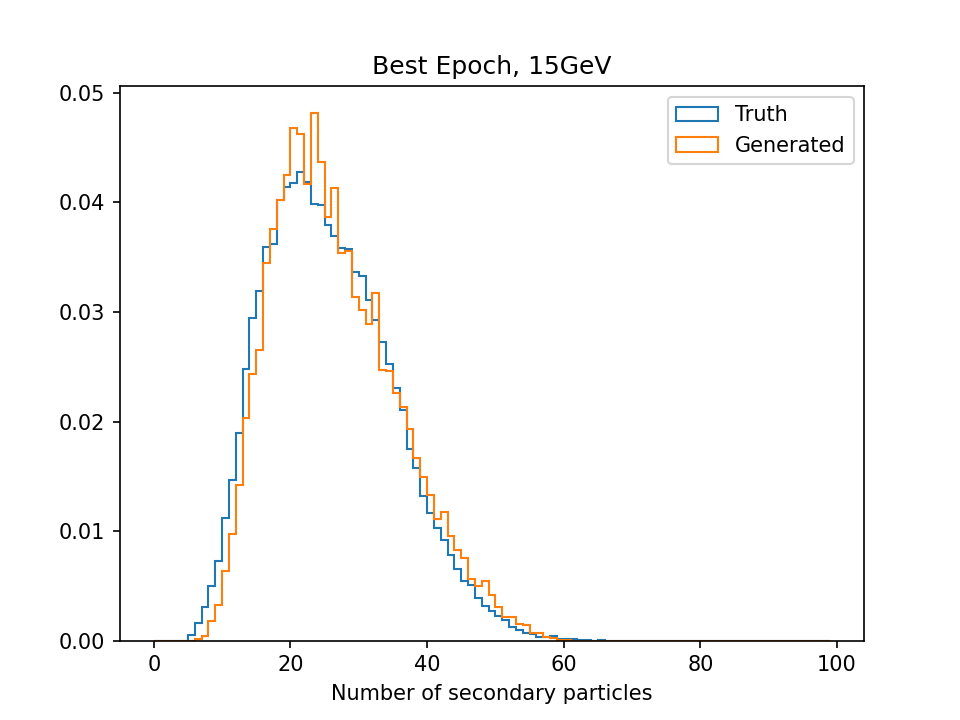 Best Epoch, 15GeV
Truth
Generated
0.05
0.04
0.03
0.02
0.01
0.00
0 20 40 60 80 100
Number of secondary particles